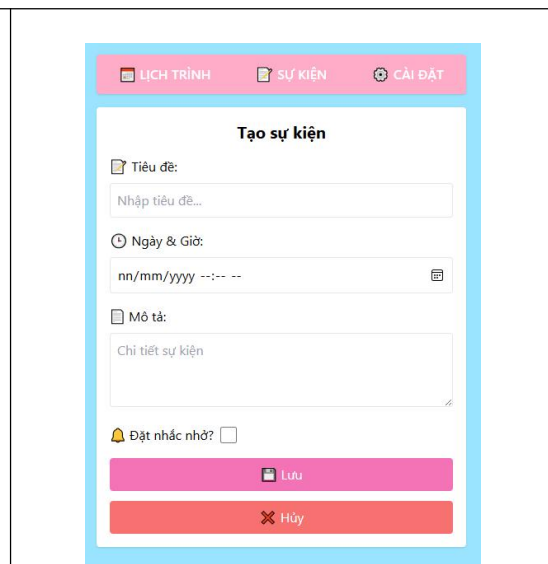 LỊCH TRÌNH SỰ KIỆN CÀI ĐẶT
Tạo sự kiện
Tiêu đề:
Nhập tiêu đề...
Ngày & Giờ:
nn/mm/yyyy --:-- --
Mô tả:
Chi tiết sự kiện
Đặt nhắc nhở?
Lưu
Hủy